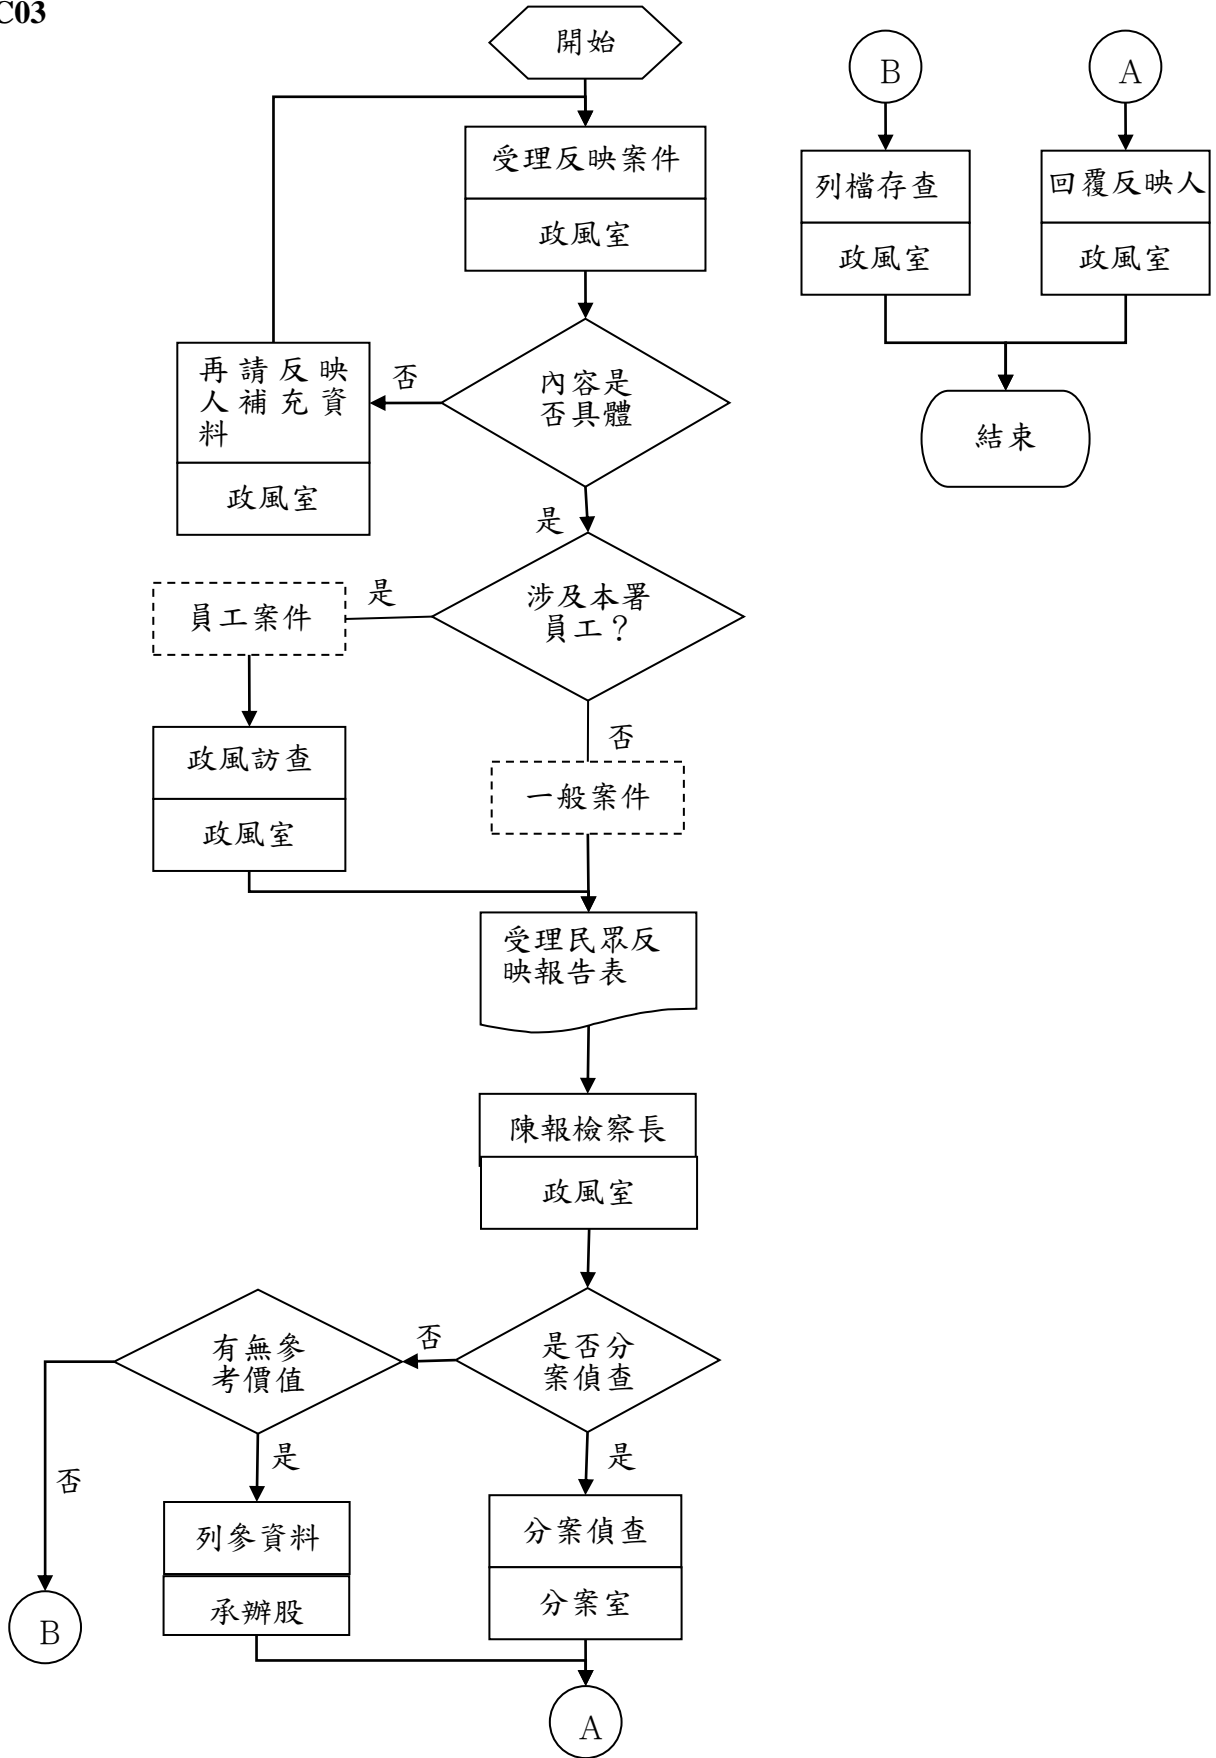 C03
開始
受理反映案件
政風室
內容是
否具體
否
再請反映
人補充資
料
政風室
是
涉及本署
員工？
是
員工案件
政風訪查
政風室
否
一般案件
受理民眾反
映報告表
陳報檢察長
政風室
是否分
案偵查
否
有無參
考價值
否
B
是
列參資料
承辦股
是
分案偵查
分案室
A
B
列檔存查
政風室
A
回覆反映人
政風室
結束